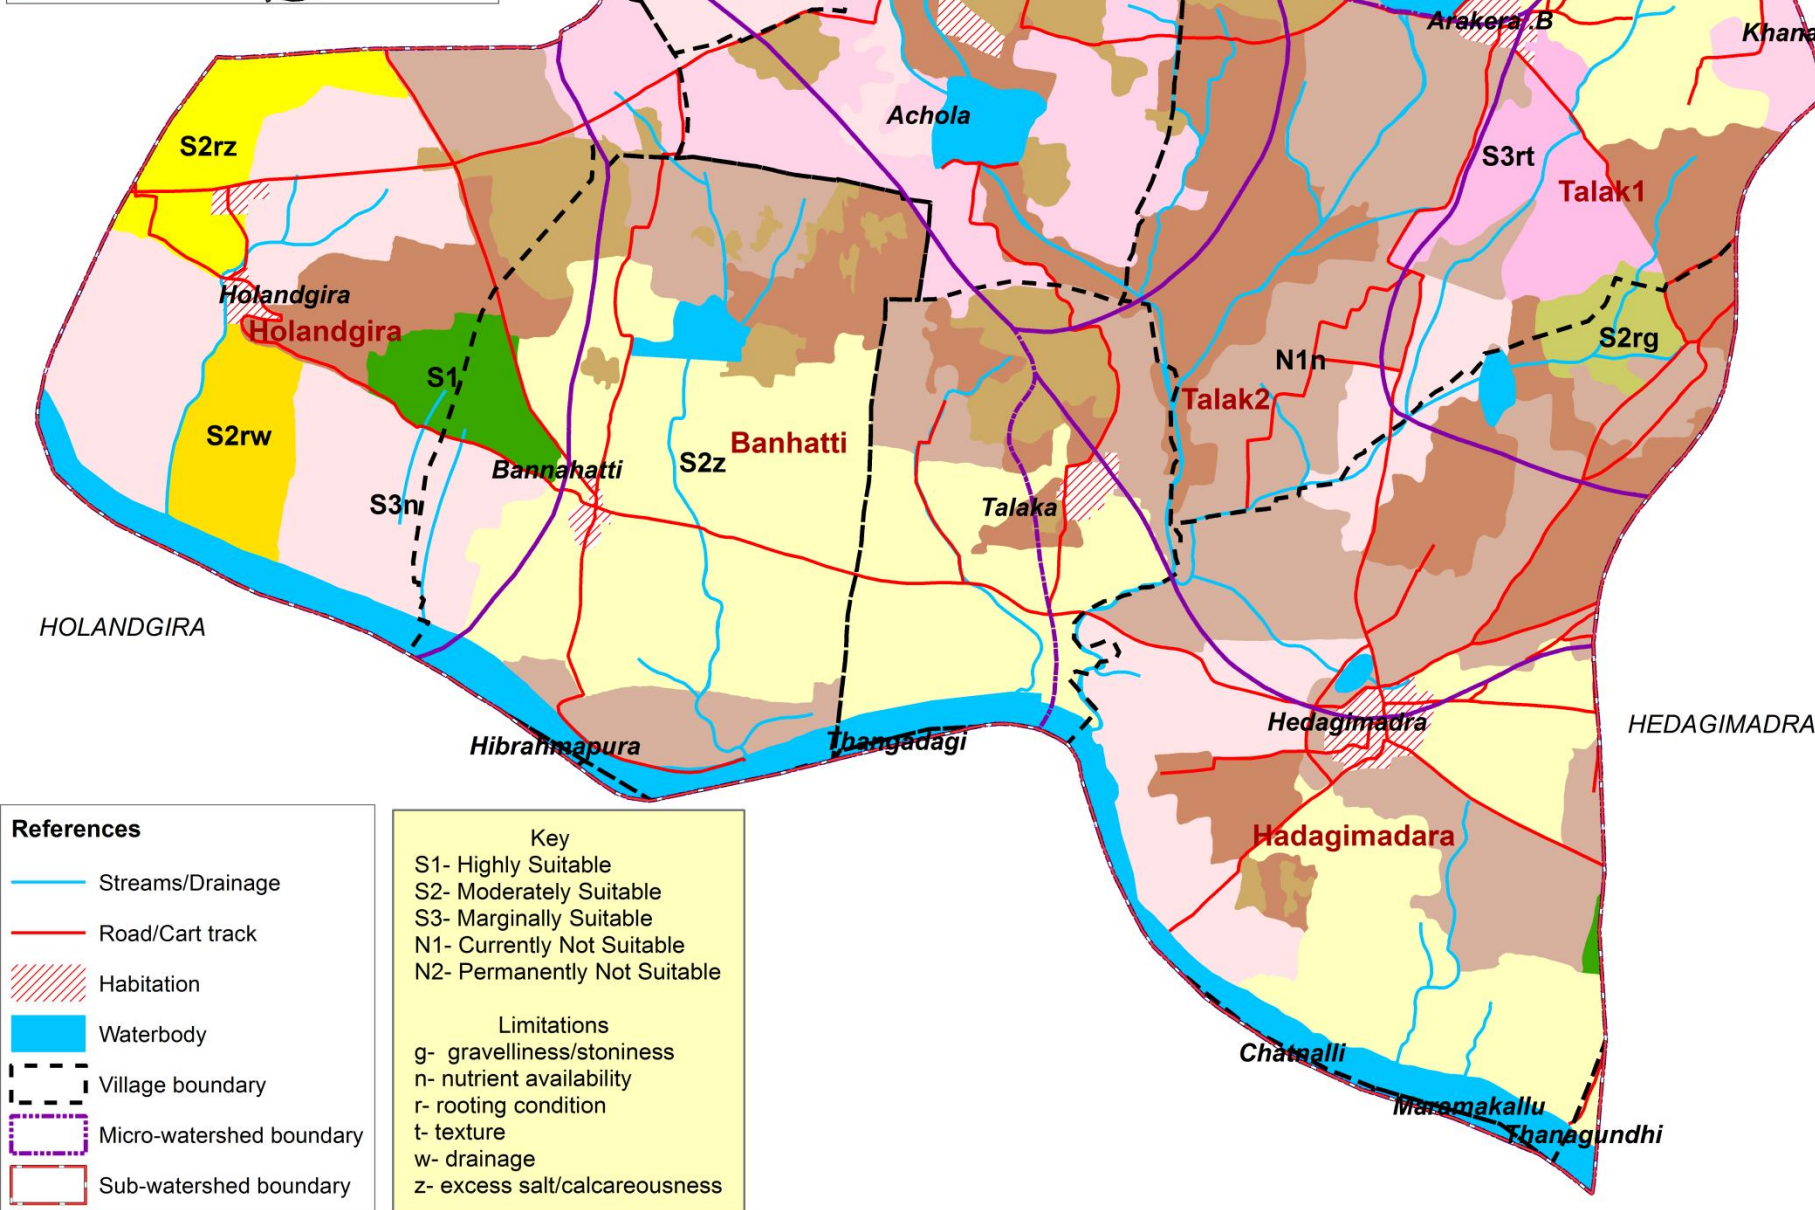 Arakera .B
Khana
Achola
S2rz
S3rt
Talak1
Holandgira
Holandgira
S2rg
N1n
S1
Talak2
S2rw
Banhatti
S2z
Bannahatti
S3n
Talaka
HOLANDGIRA
Hedagimadra
HEDAGIMADRA
Hibrahmapura
Thangadagi
Hadagimadara
Chatnalli
Maramakallu
Thanagundhi
References
Streams/Drainage
Road/Cart track
Habitation
Waterbody
Village boundary
Micro-watershed boundary
Sub-watershed boundary
Key
S1- Highly Suitable
S2- Moderately Suitable
S3- Marginally Suitable
N1- Currently Not Suitable
N2- Permanently Not Suitable
Limitations
g- gravelliness/stoniness
n- nutrient availability
r- rooting condition
t- texture
w- drainage
z- excess salt/calcareousness